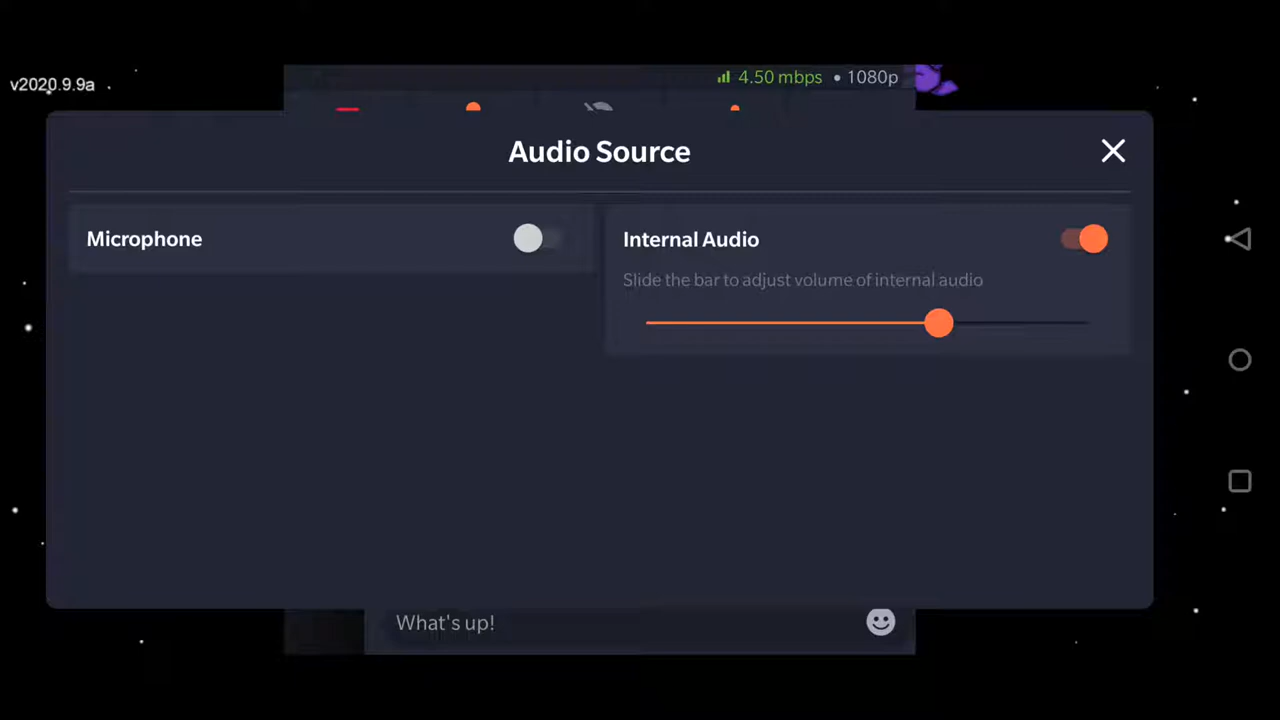 v2020.9.9a
4.50 mbps • 1080p
Audio Source
Microphone
Internal Audio
Slide the bar to adjust volume of internal audio
What's up!